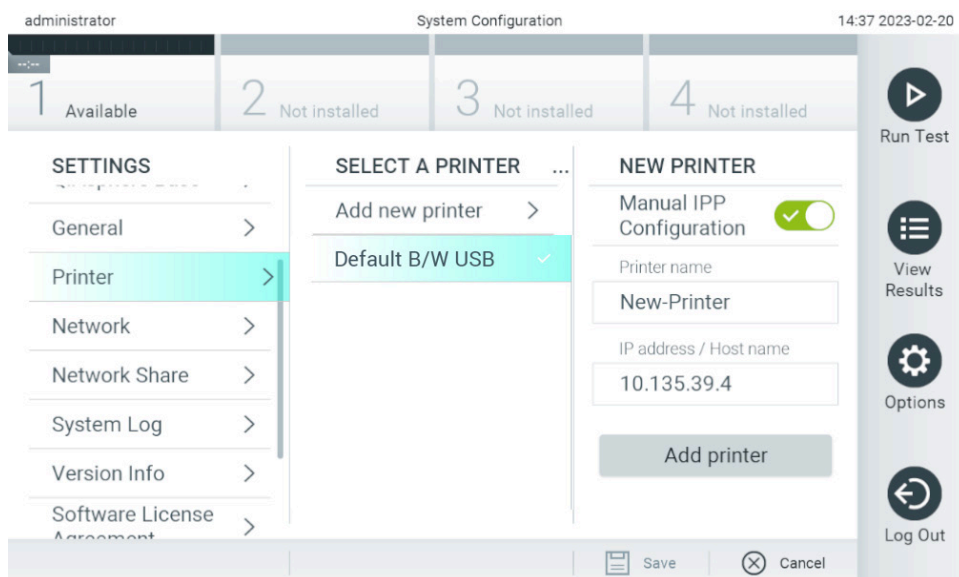 administrator
System Configuration
14:37 2023-02-20
--:--
1 Available
2 Not installed
3 Not installed
4 Not installed
Run Test
View
Results
Options
Log Out
SETTINGS
General
Printer
Network
Network Share
System Log
Version Info
Software License
Agreement
SELECT A PRINTER ...
Add new printer
Default B/W USB
NEW PRINTER
Manual IPP
Configuration
Printer name
New-Printer
IP address / Host name
10.135.39.4
Add printer
Save
Cancel